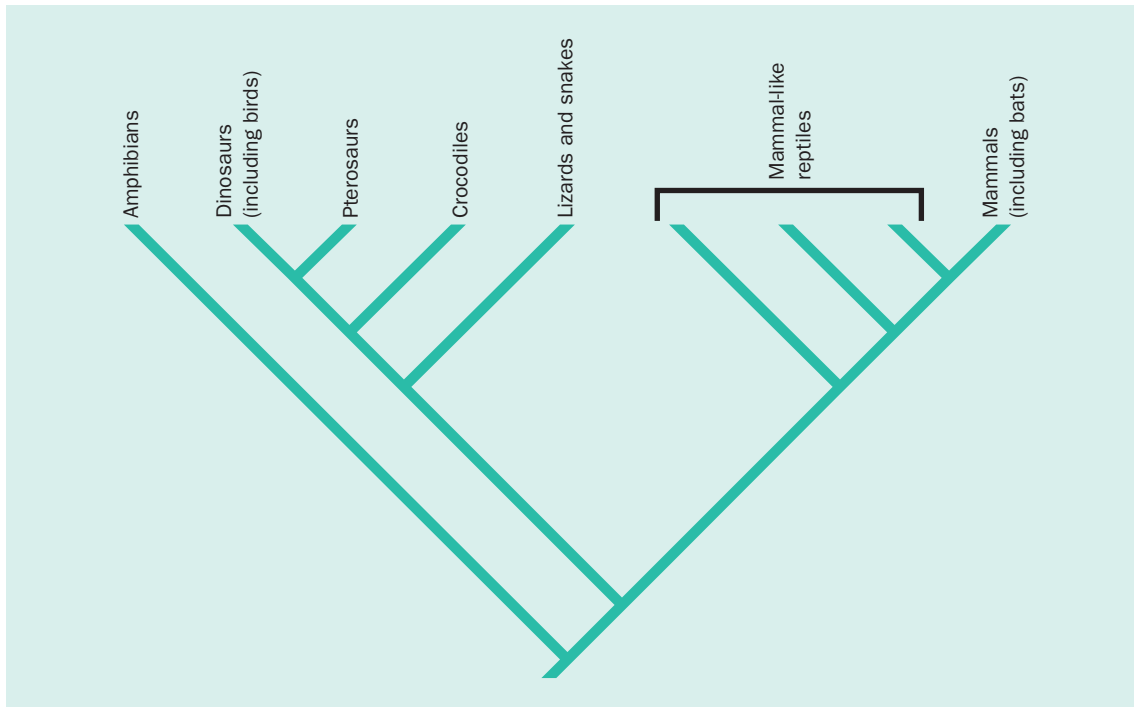 Amphibians
Dinosaurs
(including birds)
Pterosaurs
Crocodiles
Lizards and snakes
Mammal-like
reptiles
Mammals
(including bats)